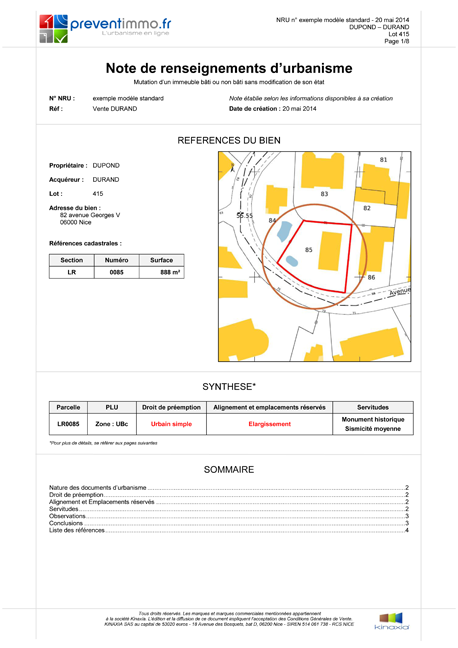 preventimmo.fr
L'urbanisme en ligne
NRU n° exemple modèle standard - 20 mai 2014
DUPOND – DURAND
Lot 415
Page 1/8
Note de renseignements d'urbanisme
Mutation d'un immeuble bâti ou non bâti sans modification de son état
N° NRU : exemple modèle standard
Note établie selon les informations disponibles à sa création
Réf : Vente DURAND
Date de création : 20 mai 2014
REFERENCES DU BIEN
Propriétaire : DUPOND
Acquéreur : DURAND
Lot : 415
Adresse du bien :
82 avenue Georges V
06000 Nice
Références cadastrales :
Section Numéro Surface
LR 0085 888 m²
81
83
82
84
85
86
Avenue
SYNTHESE*
Parcelle PLU Droit de préemption Alignement et emplacements réservés Servitudes
LR0085 Zone : UBc Urbain simple Elargissement Monument historique
Sismicité moyenne
*Pour plus de détails, se référer aux pages suivantes
SOMMAIRE
Nature des documents d'urbanisme 2
Droit de préemption 2
Alignement et Emplacements réservés 2
Servitudes 2
Observations 3
Conclusions 3
Liste des références 4
Tous droits réservés. Les marques et marques commerciales mentionnées appartiennent
à la société Kinaxia. L'édition et la diffusion de ce document impliquent l'acceptation des Conditions Générales de Vente.
KINAXIA SAS au capital de 53020 euros - 18 Avenue des Bosquets, bat D, 06200 Nice - SIREN 514 061 738 - RCS NICE
kinaxia